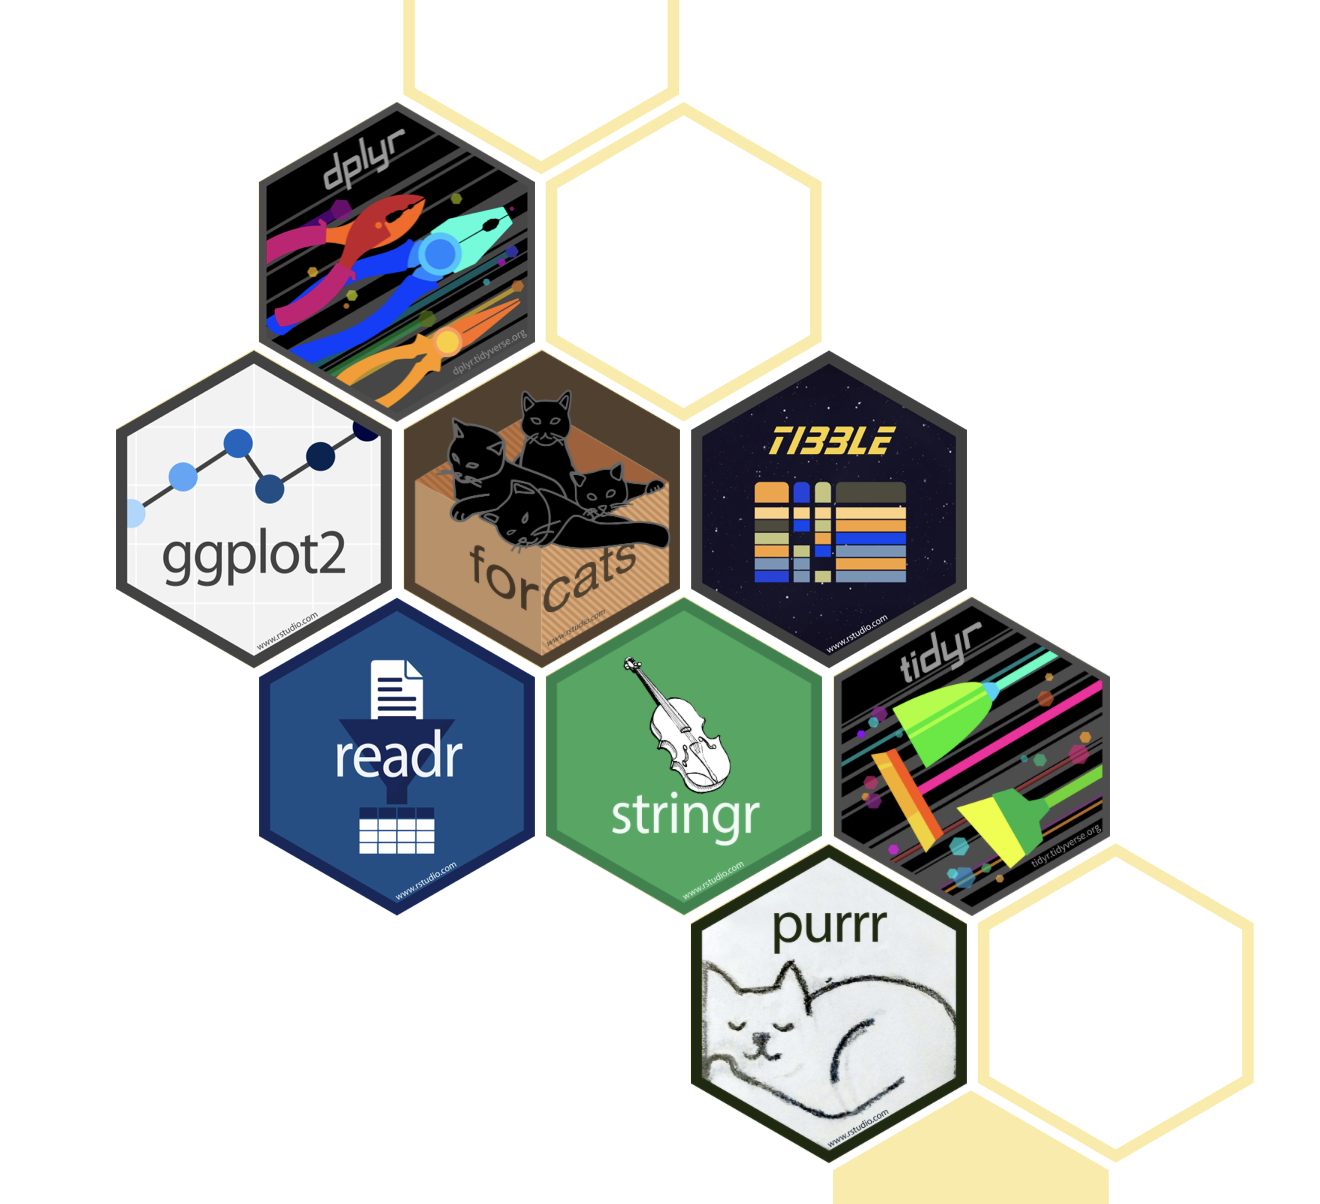 dplyr
dplyr.tidyverse.org
ggplot2
www.rstudio.com
forcats
www.rstudio.com
TIBBLE
www.rstudio.com
readr
www.rstudio.com
stringr
www.rstudio.com
tidyr
tidyr.tidyverse.org
purrr
www.rstudio.com